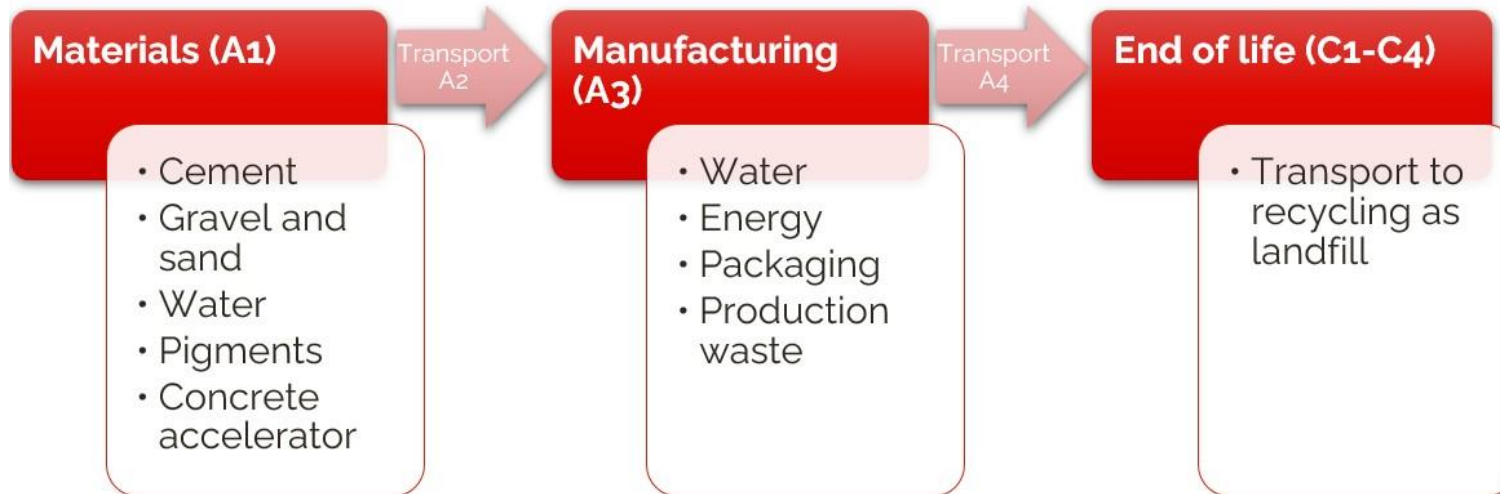 Materials (A1)
• Cement
• Gravel and
sand
• Water
• Pigments
• Concrete
accelerator
Transport
A2
Manufacturing
(A3)
• Water
• Energy
• Packaging
• Production
waste
Transport
A4
End of life (C1-C4)
• Transport to
recycling as
landfill